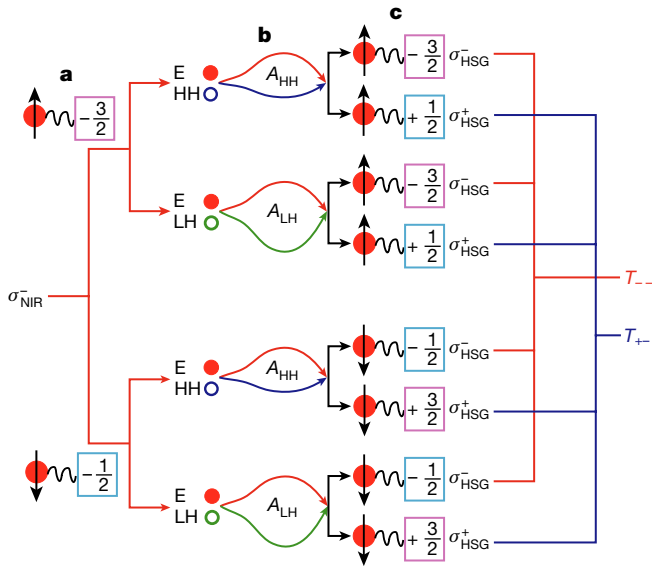 a
b
c
− 3/2
E
HH
A_HH
− 3/2 σ⁻_HSG
+ 1/2 σ⁺_HSG
E
LH
A_LH
− 3/2 σ⁻_HSG
+ 1/2 σ⁺_HSG
σ⁻_NIR
T_− −
T_+ −
E
HH
A_HH
− 1/2 σ⁻_HSG
+ 3/2 σ⁺_HSG
− 1/2
E
LH
A_LH
− 1/2 σ⁻_HSG
+ 3/2 σ⁺_HSG